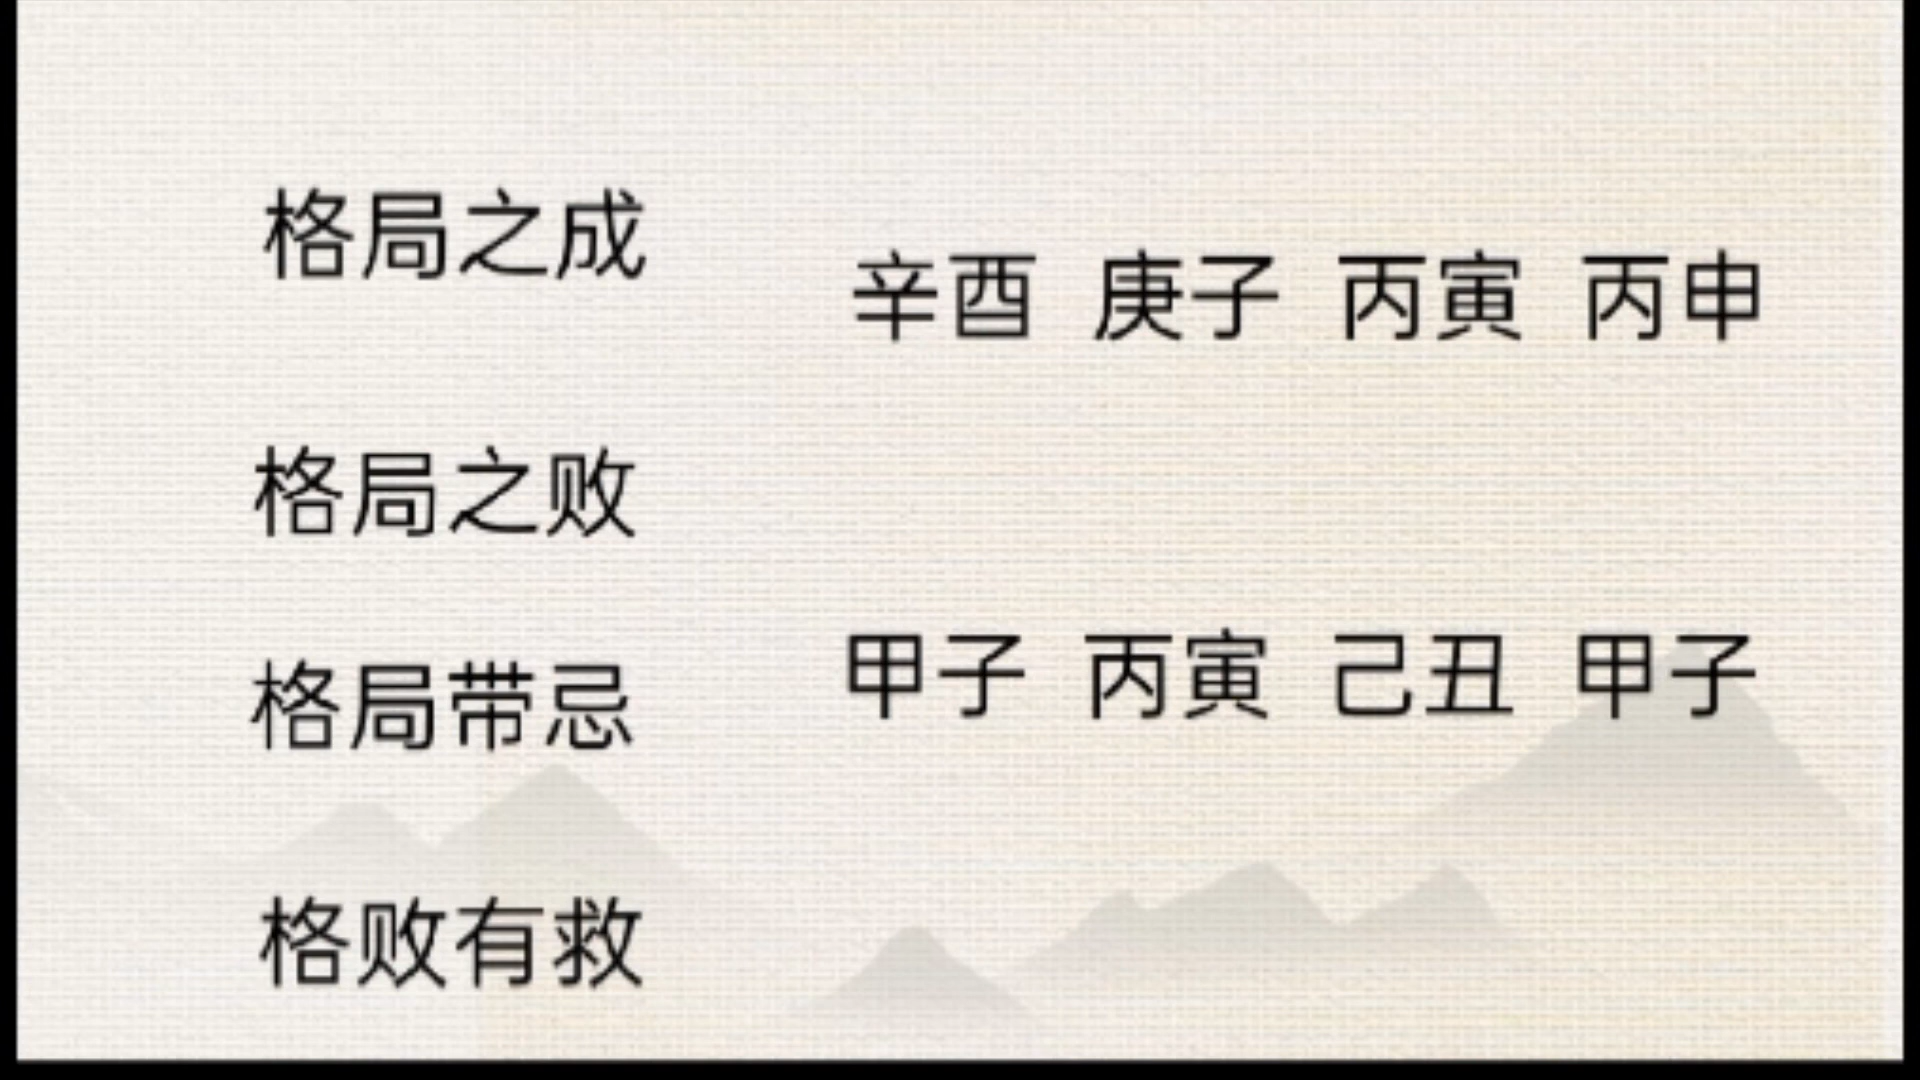 格局之成
辛酉 庚子 丙寅 丙申
格局之败
格局带忌
甲子 丙寅 己丑 甲子
格败有救